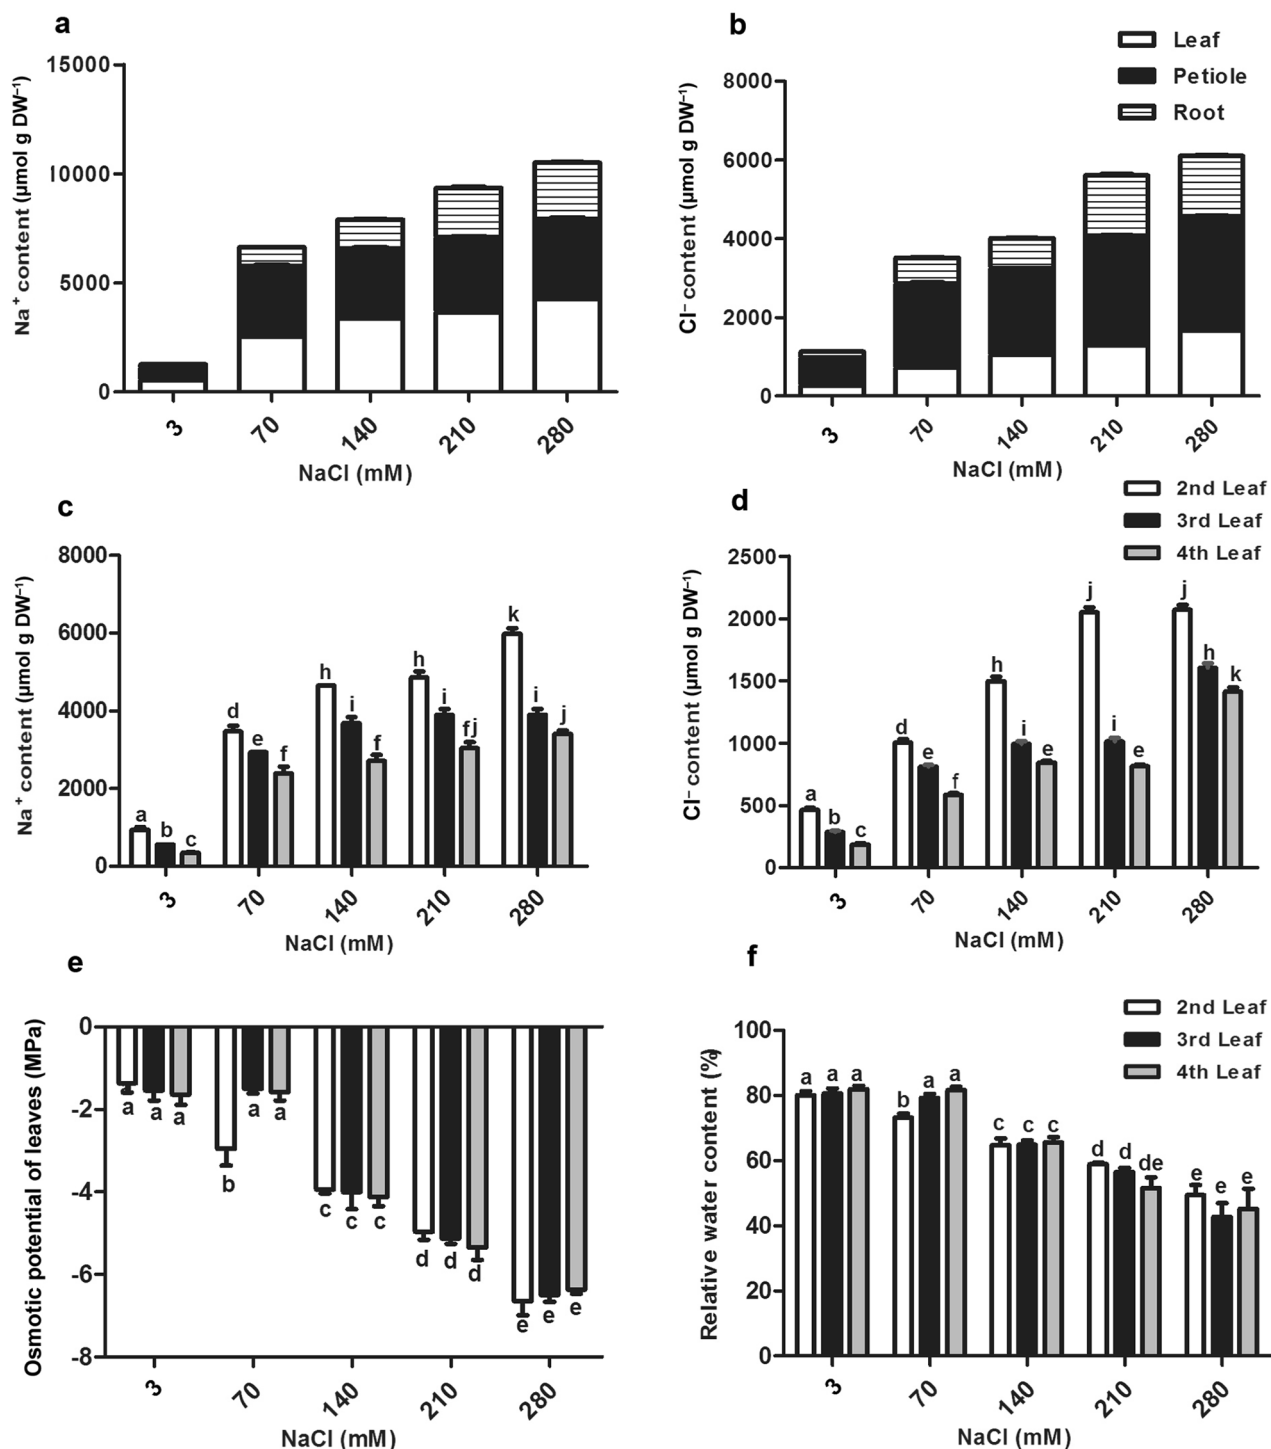 a
15000
10000
5000
0
Na⁺ content (µmol g DW⁻¹)
3 70 140 210 280
NaCl (mM)
b
Leaf
Petiole
Root
8000
6000
4000
2000
0
Cl⁻ content (µmol g DW⁻¹)
3 70 140 210 280
NaCl (mM)
c
8000
6000
4000
2000
0
Na⁺ content (µmol g DW⁻¹)
a b c d e f h i f h i fj k i j
3 70 140 210 280
NaCl (mM)
d
2nd Leaf
3rd Leaf
4th Leaf
2500
2000
1500
1000
500
0
Cl⁻ content (µmol g DW⁻¹)
a b c d e f h i e j i e j h k
3 70 140 210 280
NaCl (mM)
e
0
-2
-4
-6
-8
Osmotic potential of leaves (MPa)
a a a b a a c c c d d d e e e
3 70 140 210 280
NaCl (mM)
f
2nd Leaf
3rd Leaf
4th Leaf
100
80
60
40
20
0
Relative water content (%)
a a a b a a c c c d d de e e e
3 70 140 210 280
NaCl (mM)